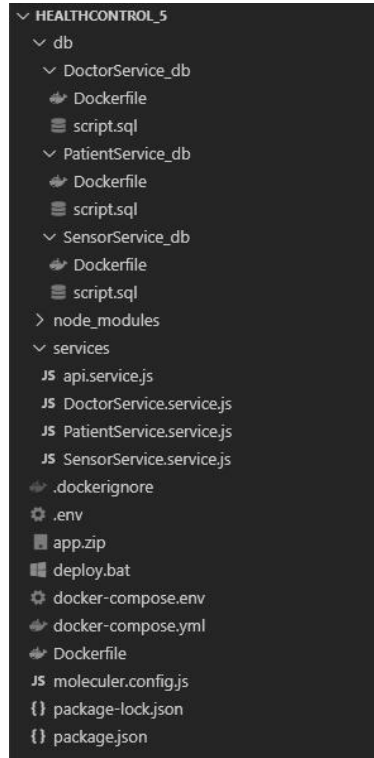 HEALTHCONTROL_5
db
DoctorService_db
Dockerfile
script.sql
PatientService_db
Dockerfile
script.sql
SensorService_db
Dockerfile
script.sql
node_modules
services
JS api.service.js
JS DoctorService.service.js
JS PatientService.service.js
JS SensorService.service.js
.dockerignore
.env
app.zip
deploy.bat
docker-compose.env
docker-compose.yml
Dockerfile
JS moleculer.config.js
{} package-lock.json
{} package.json